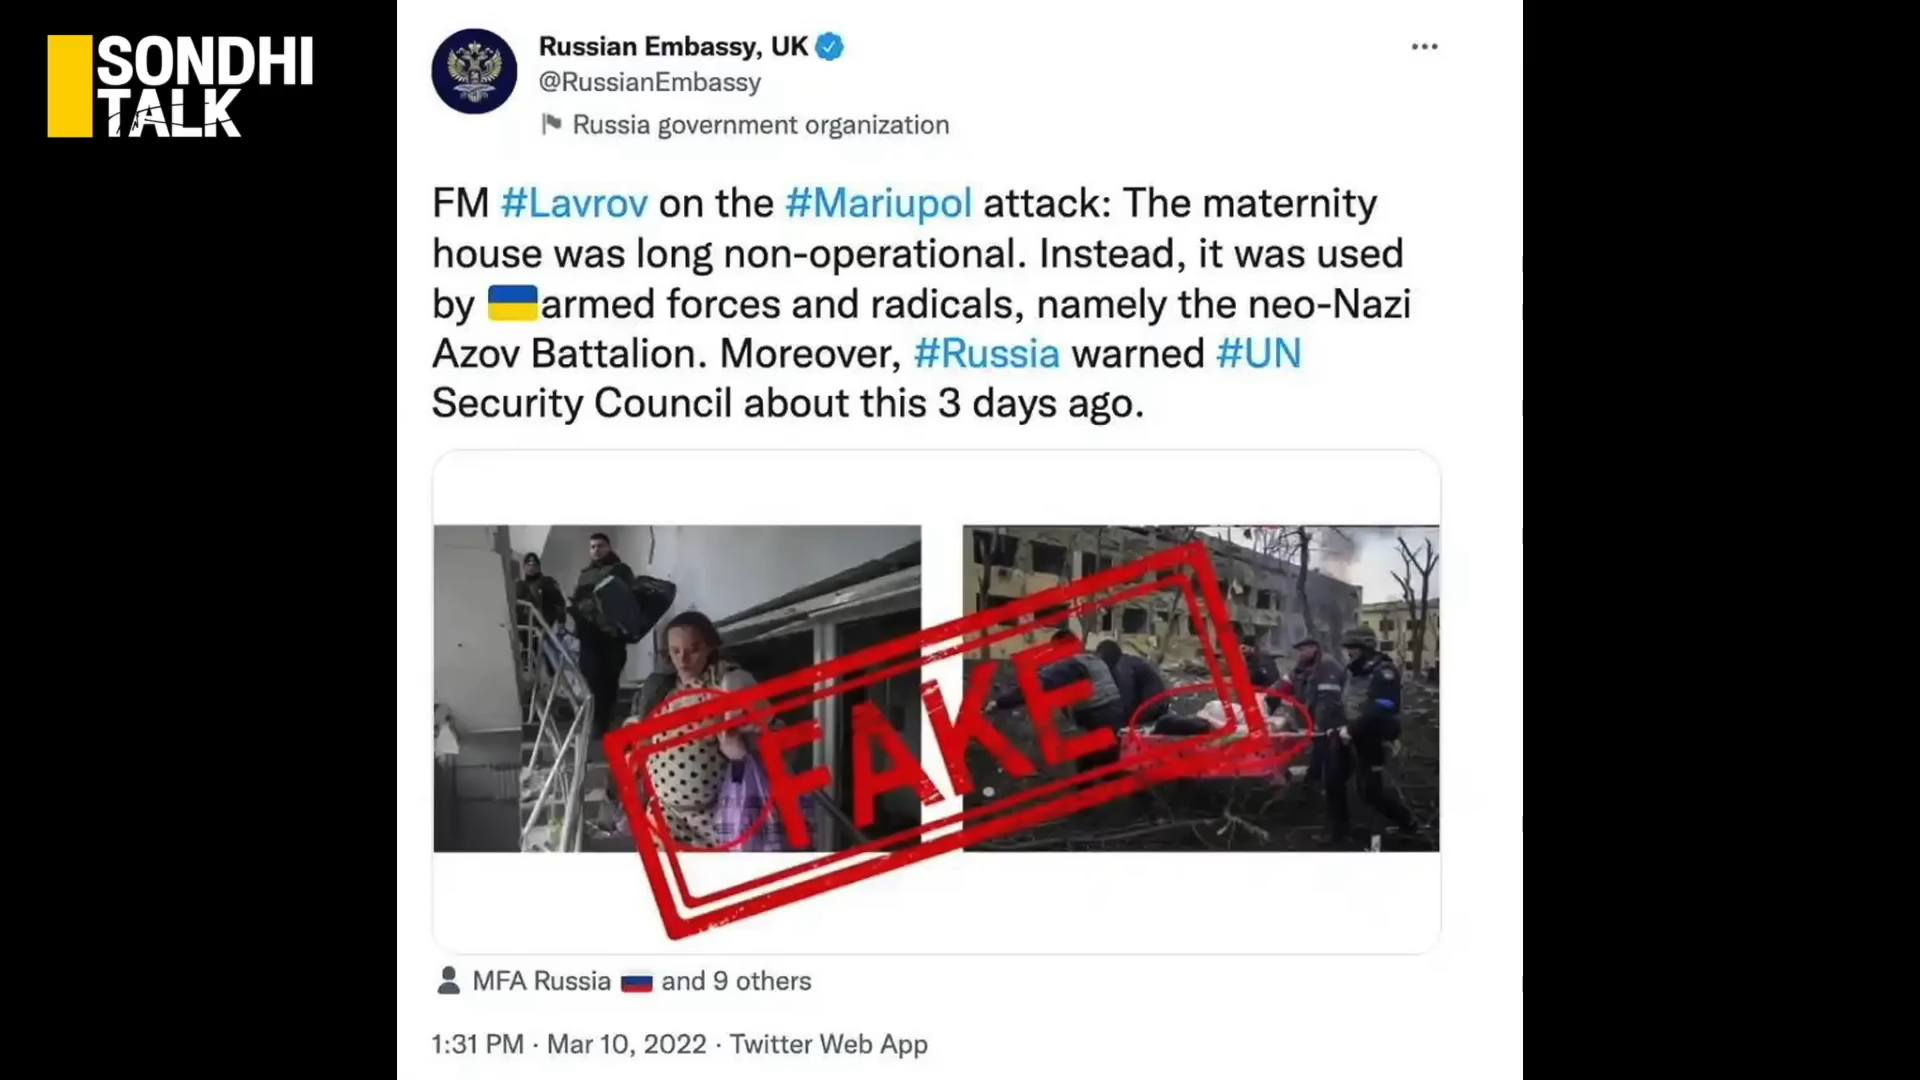 SONDHI
TALK
Russian Embassy, UK
@RussianEmbassy
Russia government organization
FM #Lavrov on the #Mariupol attack: The maternity
house was long non-operational. Instead, it was used
by 🇺🇦armed forces and radicals, namely the neo-Nazi
Azov Battalion. Moreover, #Russia warned #UN
Security Council about this 3 days ago.
FAKE
MFA Russia 🇷🇺 and 9 others
1:31 PM · Mar 10, 2022 · Twitter Web App